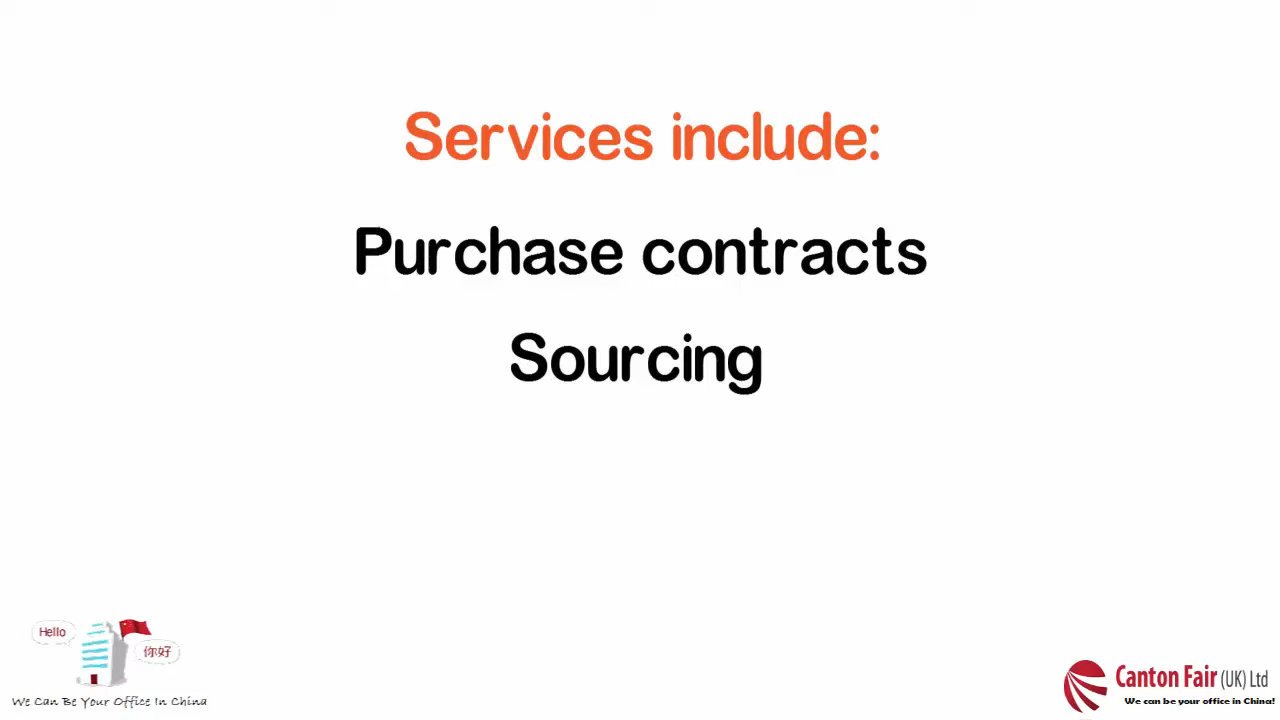 Services include:
Purchase contracts
Sourcing
Hello
你好
We Can Be Your Office In China
Canton Fair (UK) Ltd
We can be your office in China!